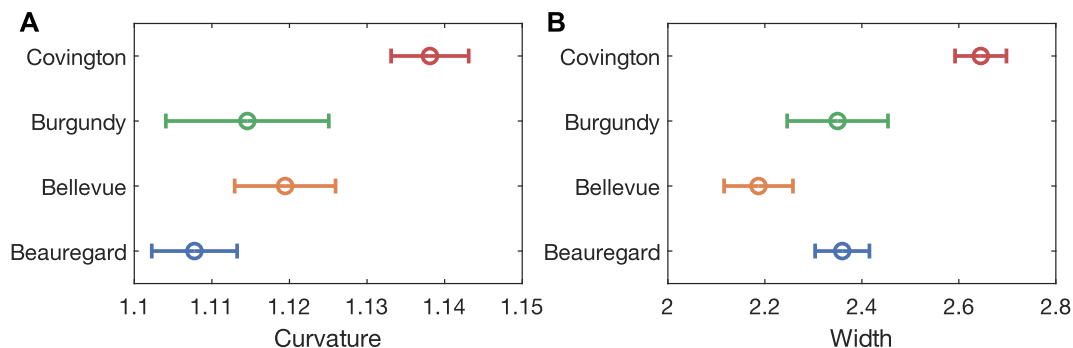 A
Covington
Burgundy
Bellevue
Beauregard
1.1 1.11 1.12 1.13 1.14 1.15
Curvature
B
Covington
Burgundy
Bellevue
Beauregard
2 2.2 2.4 2.6 2.8
Width